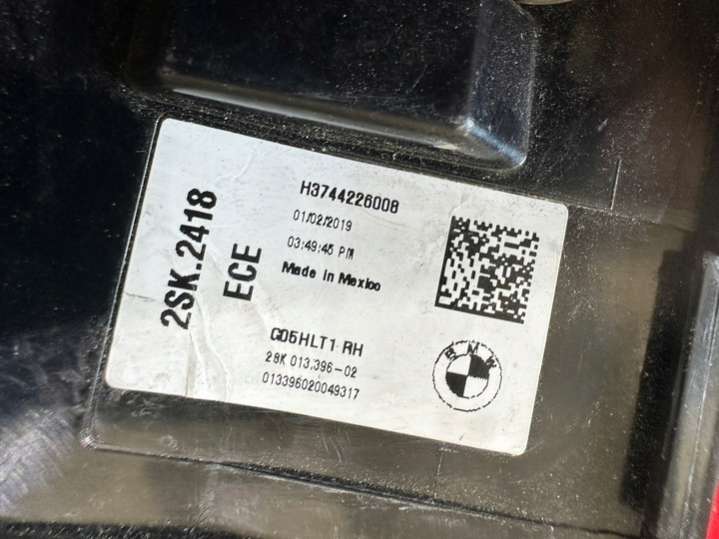 2SK.2418
ECE
H3744226008
01/02/2019
03:49:45 PM
Made in Mexico
G05HLT1 RH
2SK 013.396-02
013396020049317
BMW